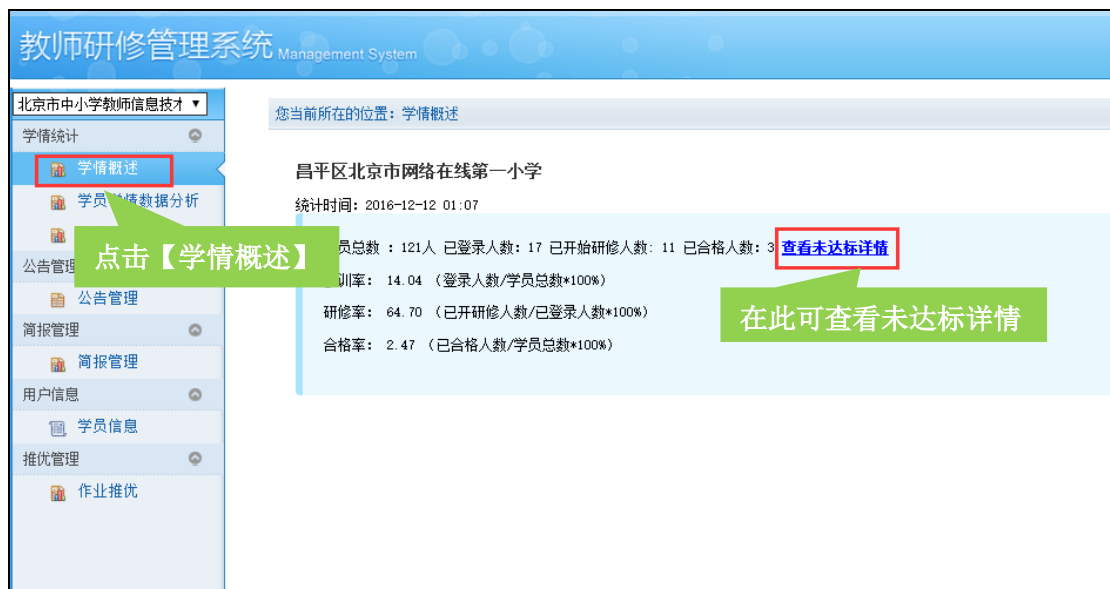 教师研修管理系统 Management System
北京市中小学教师信息技 ▼
您当前所在的位置：学情概述
学情统计
学情概述
昌平区北京市网络在线第一小学
学员 情数据分析
统计时间：2016-12-12 01:07
点击【学情概述】
员总数 ：121人 已登录人数：17 已开始研修人数：11 已合格人数：3 查看未达标详情
公告管理
训率： 14.04 （登录人数/学员总数*100%）
公告管理
研修率： 64.70 （已开研修人数/已登录人数*100%）
在此可查看未达标详情
简报管理
合格率： 2.47 （已合格人数/学员总数*100%）
简报管理
用户信息
学员信息
推优管理
作业推优